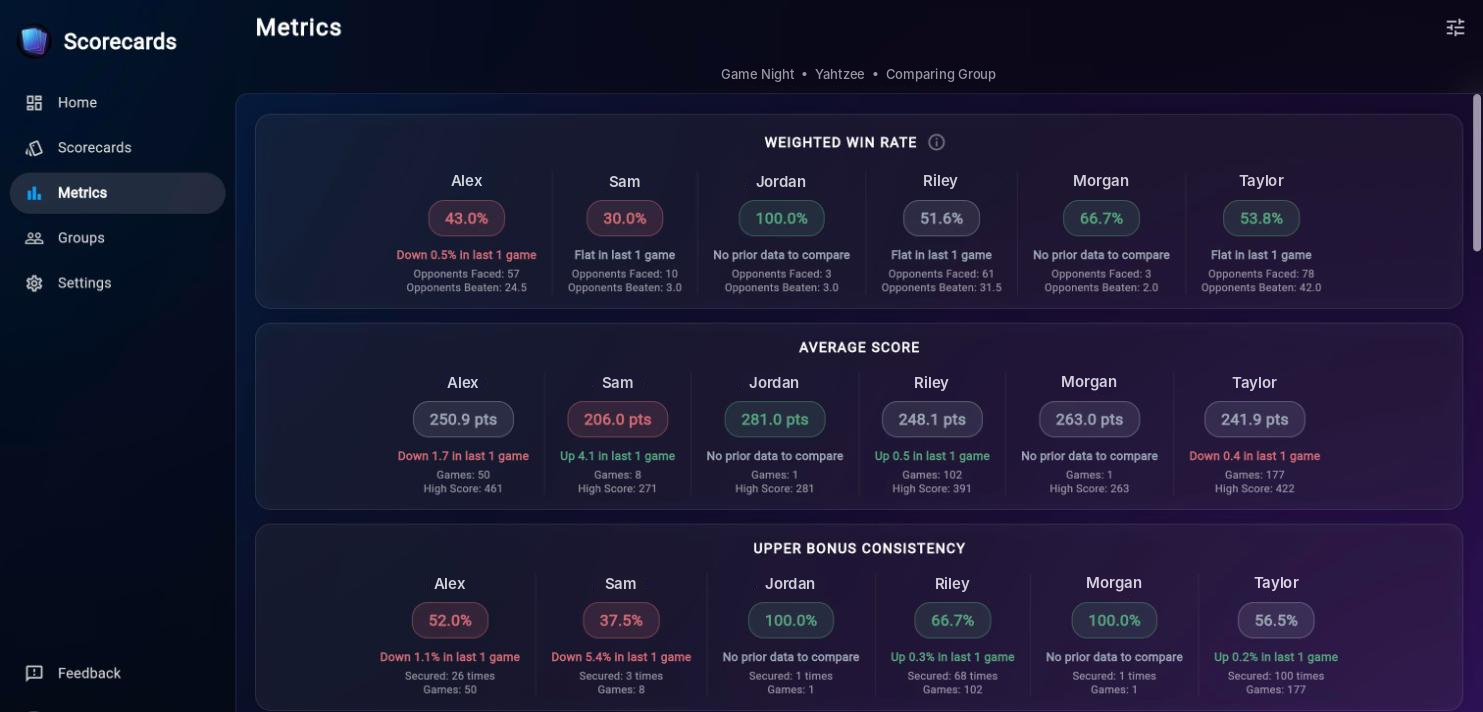 Scorecards
Metrics
Home
Scorecards
Metrics
Groups
Settings
Feedback
Game Night • Yahtzee • Comparing Group
WEIGHTED WIN RATE
Alex Sam Jordan Riley Morgan Taylor
43.0% 30.0% 100.0% 51.6% 66.7% 53.8%
Down 0.5% in last 1 game Flat in last 1 game No prior data to compare Flat in last 1 game No prior data to compare Flat in last 1 game
Opponents Faced: 57 Opponents Faced: 10 Opponents Faced: 3 Opponents Faced: 61 Opponents Faced: 3 Opponents Faced: 78
Opponents Beaten: 24.5 Opponents Beaten: 3.0 Opponents Beaten: 3.0 Opponents Beaten: 31.5 Opponents Beaten: 2.0 Opponents Beaten: 42.0
AVERAGE SCORE
Alex Sam Jordan Riley Morgan Taylor
250.9 pts 206.0 pts 281.0 pts 248.1 pts 263.0 pts 241.9 pts
Down 1.7 in last 1 game Up 4.1 in last 1 game No prior data to compare Up 0.5 in last 1 game No prior data to compare Down 0.4 in last 1 game
Games: 50 Games: 8 Games: 1 Games: 102 Games: 1 Games: 177
High Score: 461 High Score: 271 High Score: 281 High Score: 391 High Score: 263 High Score: 422
UPPER BONUS CONSISTENCY
Alex Sam Jordan Riley Morgan Taylor
52.0% 37.5% 100.0% 66.7% 100.0% 56.5%
Down 1.1% in last 1 game Down 5.4% in last 1 game No prior data to compare Up 0.3% in last 1 game No prior data to compare Up 0.2% in last 1 game
Secured: 26 times Secured: 3 times Secured: 1 times Secured: 68 times Secured: 1 times Secured: 100 times
Games: 50 Games: 8 Games: 1 Games: 102 Games: 1 Games: 177